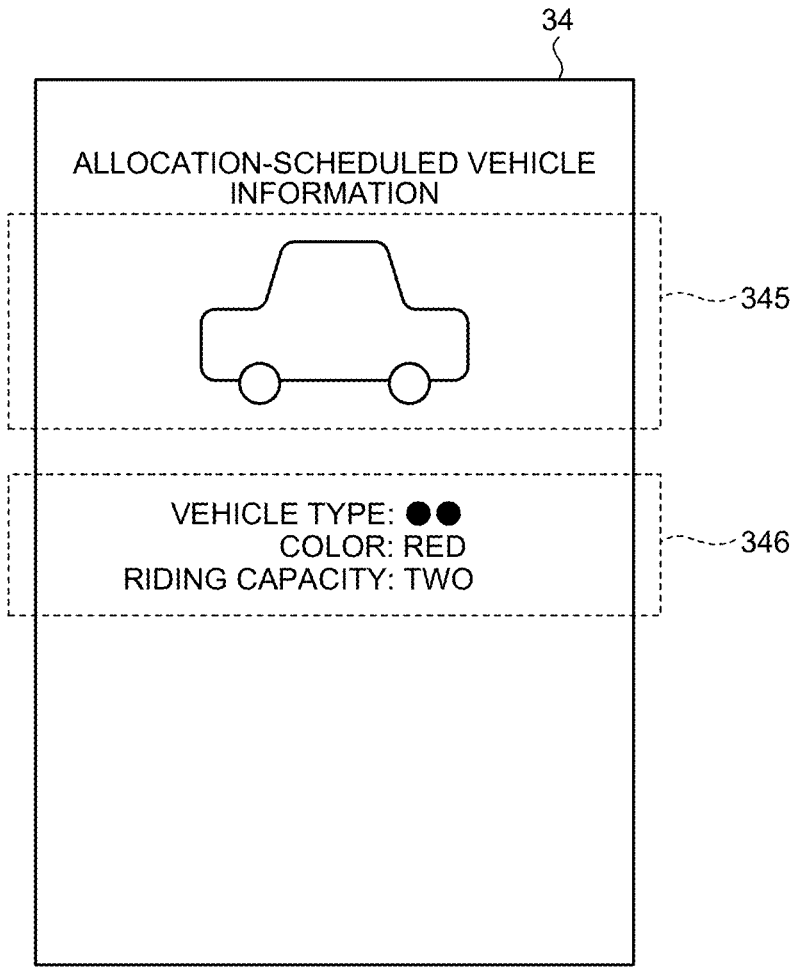 34
ALLOCATION-SCHEDULED VEHICLE
INFORMATION
345
VEHICLE TYPE: ●●
COLOR: RED
RIDING CAPACITY: TWO
346